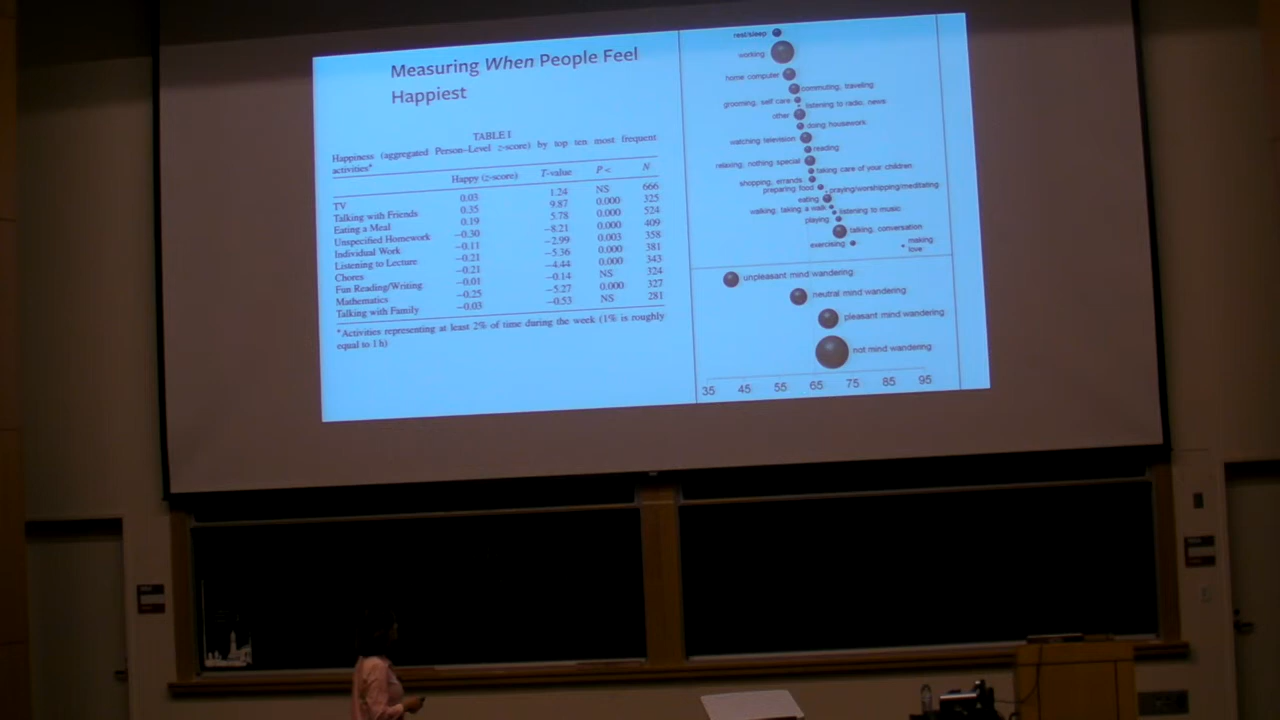 Measuring When People Feel
Happiest
TABLE I
Happiness (aggregated Person–Level z-score) by top ten most frequent
activities*
Happy (z-score) T-value P < N
TV 0.03 1.24 NS 666
Talking with Friends 0.35 9.87 0.000 325
Eating a Meal 0.19 5.78 0.000 524
Unspecified Homework −0.30 −8.21 0.000 409
Individual Work −0.11 −2.99 0.003 358
Listening to Lecture −0.21 −5.36 0.000 381
Chores −0.21 −4.44 0.000 343
Fun Reading/Writing −0.01 −0.14 NS 324
Mathematics −0.25 −5.27 0.000 327
Talking with Family −0.03 −0.53 NS 281
*Activities representing at least 2% of time during the week (1% is roughly
equal to 1 h)
rest/sleep
working
home computer
commuting, traveling
grooming, self care
listening to radio, news
other
doing housework
watching television
reading
relaxing, nothing special
taking care of your children
shopping, errands
preparing food
praying/worshipping/meditating
eating
walking, taking a walk
listening to music
playing
talking, conversation
exercising
making
love
unpleasant mind wandering
neutral mind wandering
pleasant mind wandering
not mind wandering
35 45 55 65 75 85 95